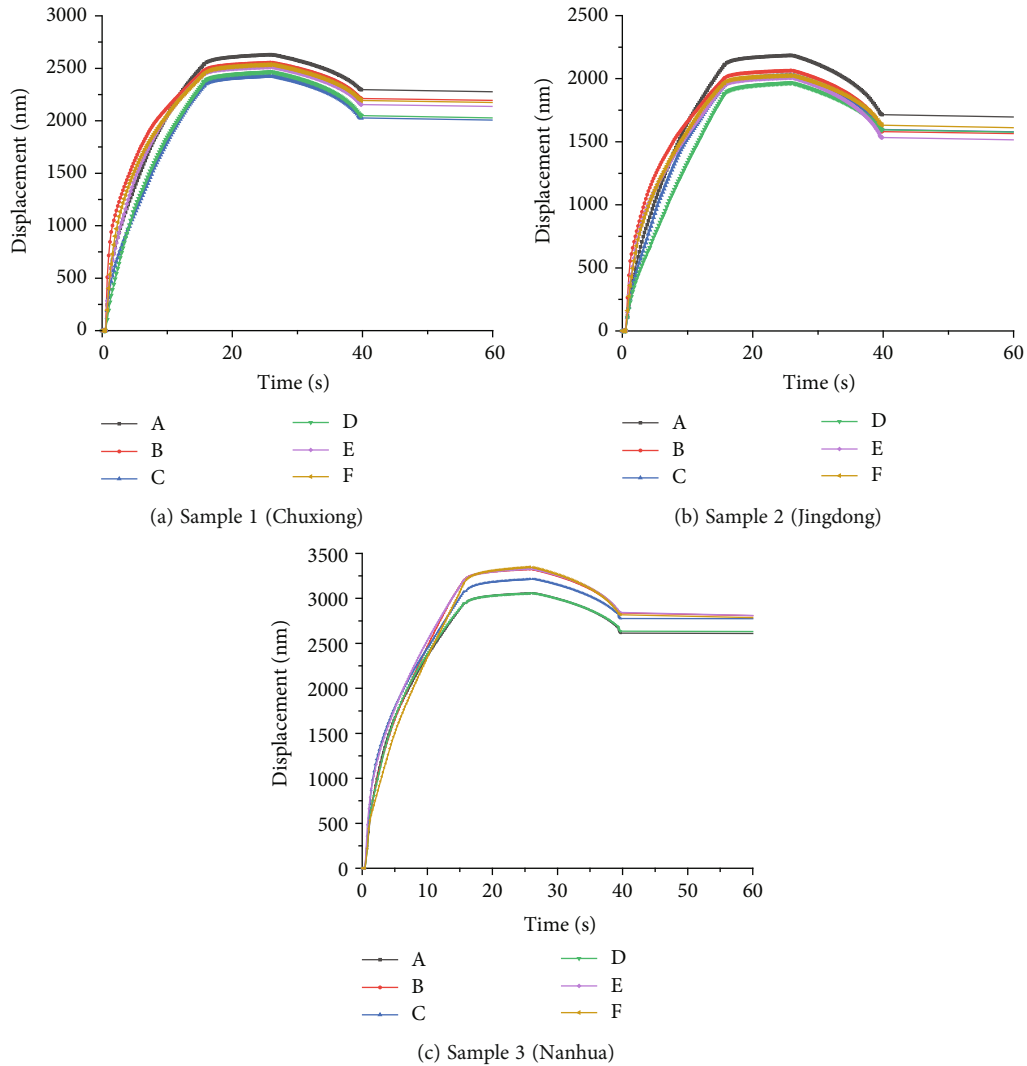 3000
2500
2000
1500
1000
500
0
Displacement (nm)
0 20 40 60
Time (s)
A D
B E
C F
(a) Sample 1 (Chuxiong)
2500
2000
1500
1000
500
0
Displacement (nm)
0 20 40 60
Time (s)
A D
B E
C F
(b) Sample 2 (Jingdong)
3500
3000
2500
2000
1500
1000
500
0
Displacement (nm)
0 10 20 30 40 50 60
Time (s)
A D
B E
C F
(c) Sample 3 (Nanhua)